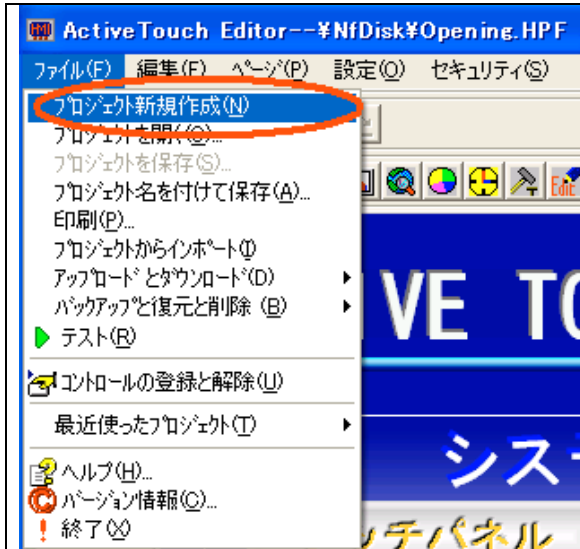 ActiveTouch Editor--¥NfDisk¥Opening.HPF
ファイル(F) 編集(E) ページ(P) 設定(O) セキュリティ(S)
プロジェクト新規作成(N)
プロジェクトを開く(O)...
プロジェクトを保存(S)...
プロジェクト名を付けて保存(A)...
印刷(P)...
プロジェクトからインポート(I)
アップロードとダウンロード(D)
バックアップと復元と削除 (B)
テスト(R)
コントロールの登録と解除(U)
最近使ったプロジェクト(T)
ヘルプ(H)...
バージョン情報(C)...
終了(X)
Edit
VE TO
システ
ッチパネル